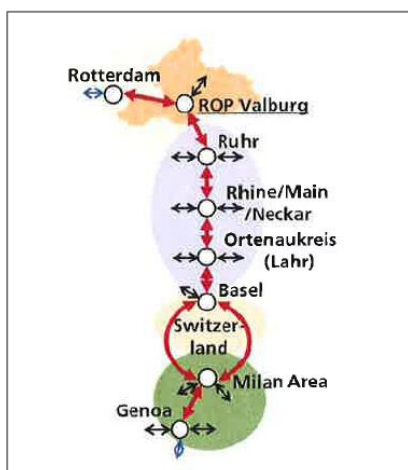 Rotterdam
ROP Valburg
Ruhr
Rhine/Main
/Neckar
Ortenaukreis
(Lahr)
Basel
Switzer-
land
Milan Area
Genoa